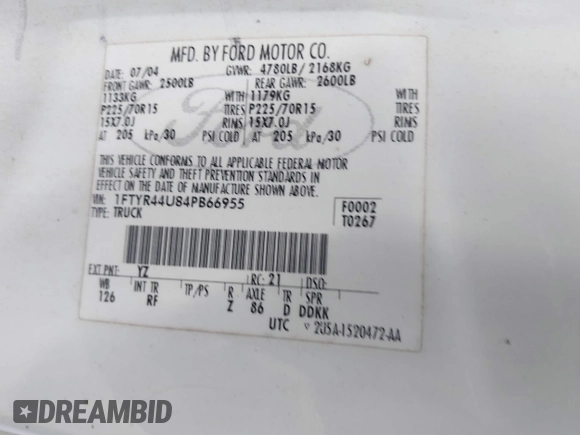 MFD. BY FORD MOTOR CO.
DATE: 07/04 GVWR: 4780LB / 2168KG
FRONT GAWR: 2500LB REAR GAWR: 2600LB
1133KG WITH 1179KG WITH
P225/70R15 TIRES P225/70R15 TIRES
15X7.0J RIMS 15X7.0J RIMS
AT 205 kPa/30 PSI COLD AT 205 kPa/30 PSI COLD
THIS VEHICLE CONFORMS TO ALL APPLICABLE FEDERAL MOTOR
VEHICLE SAFETY AND THEFT PREVENTION STANDARDS IN
EFFECT ON THE DATE OF MANUFACTURE SHOWN ABOVE.
VIN: 1FTYR44U84PB66955 F0002
TYPE: TRUCK T0267
EXT PNT: YZ RC: 21 DSO:
WB INT TR TP/PS R AXLE TR SPR
126 RF Z 86 D DDKK
UTC 2U5A-1520472-AA
Ford
DREAMBID